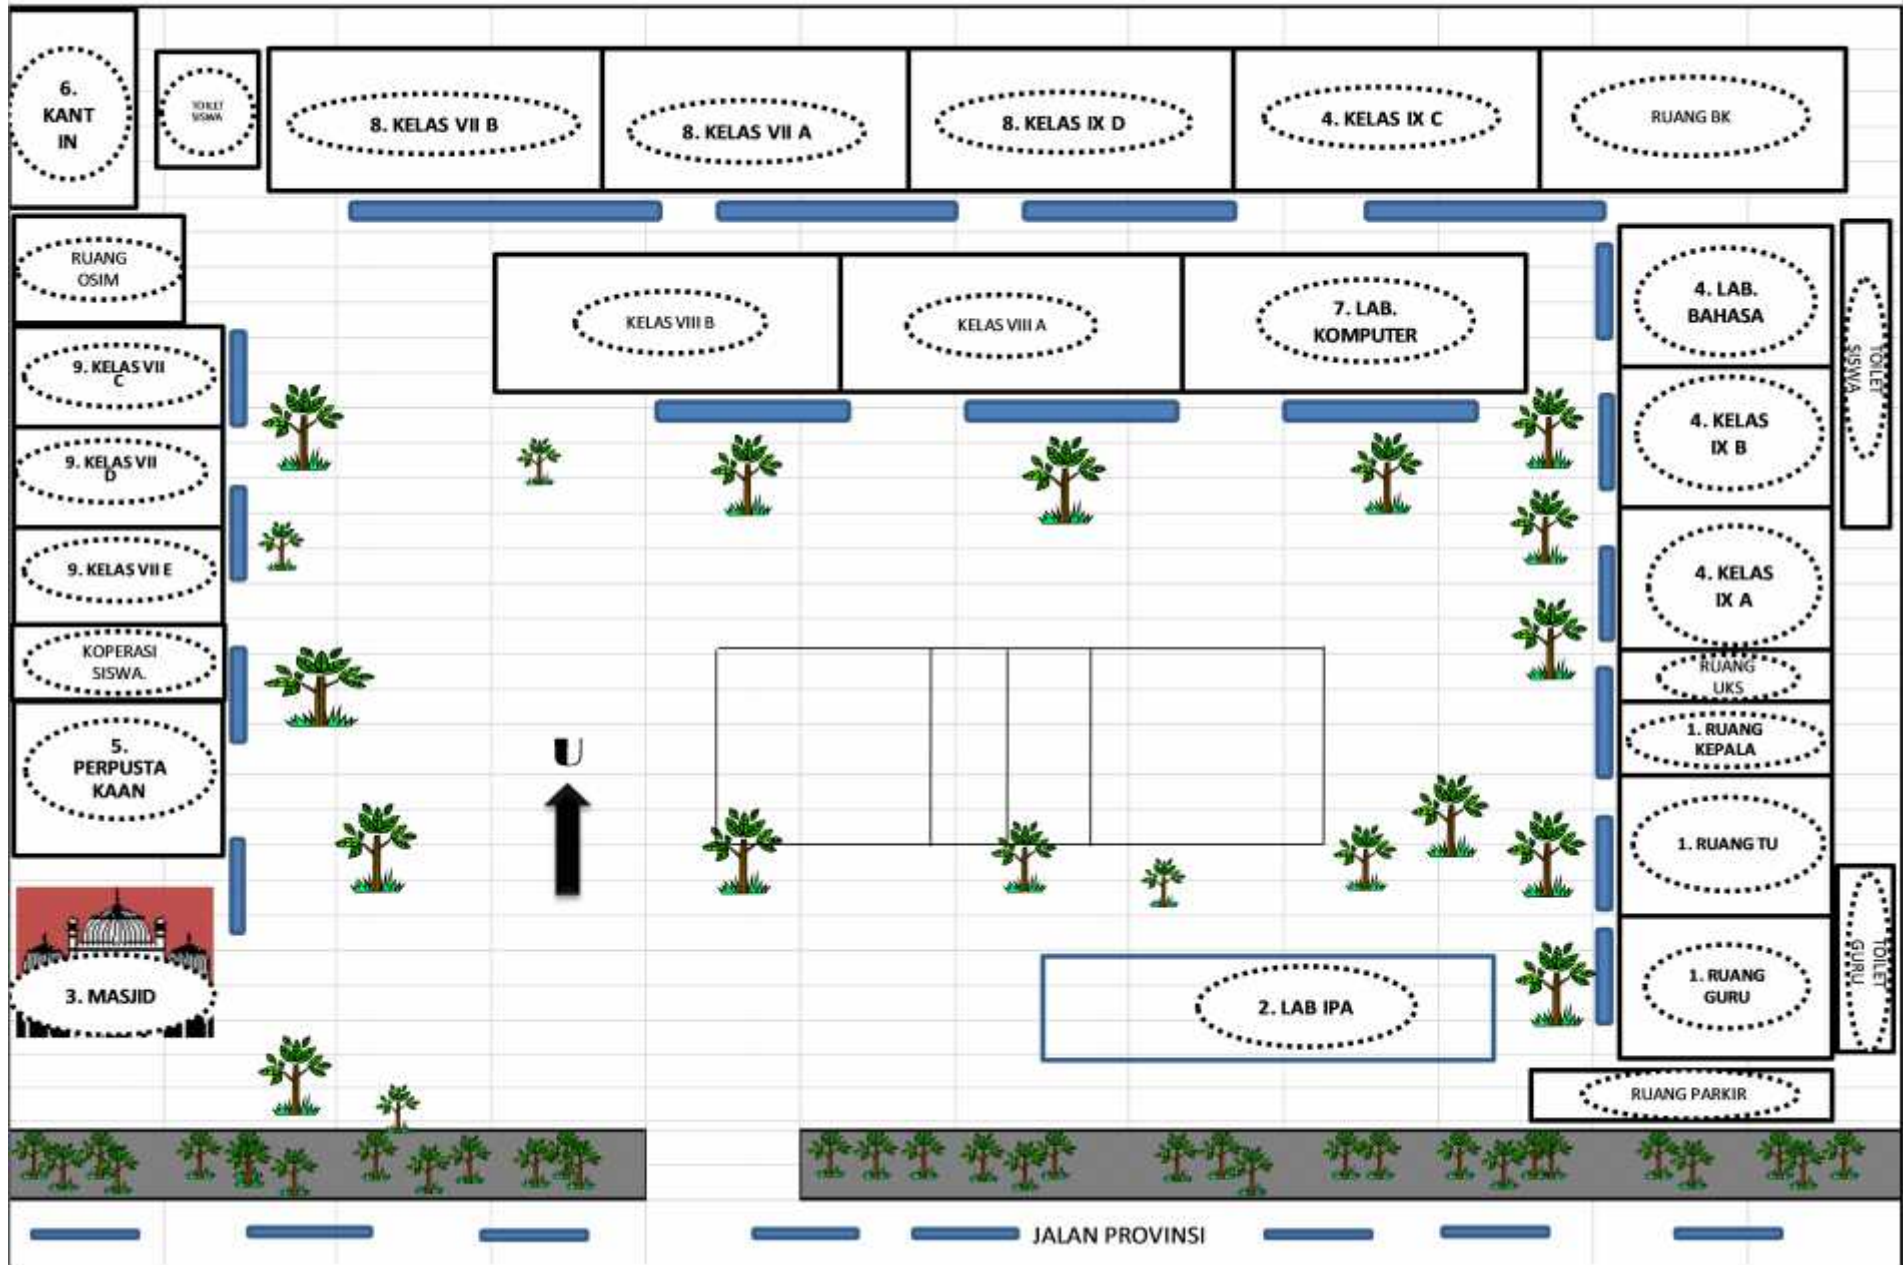 6.
KANT
IN
TOILET
SISWA
8. KELAS VII B
8. KELAS VII A
8. KELAS IX D
4. KELAS IX C
RUANG BK
RUANG
OSIM
KELAS VIII B
KELAS VIII A
7. LAB.
KOMPUTER
4. LAB.
BAHASA
TOILET
SISWA
9. KELAS VII
C
9. KELAS VII
D
9. KELAS VII E
4. KELAS
IX B
4. KELAS
IX A
KOPERASI
SISWA.
RUANG
UKS
5.
PERPUSTA
KAAN
U
1. RUANG
KEPALA
1. RUANG TU
3. MASJID
2. LAB IPA
1. RUANG
GURU
TOILET
GURU
RUANG PARKIR
JALAN PROVINSI